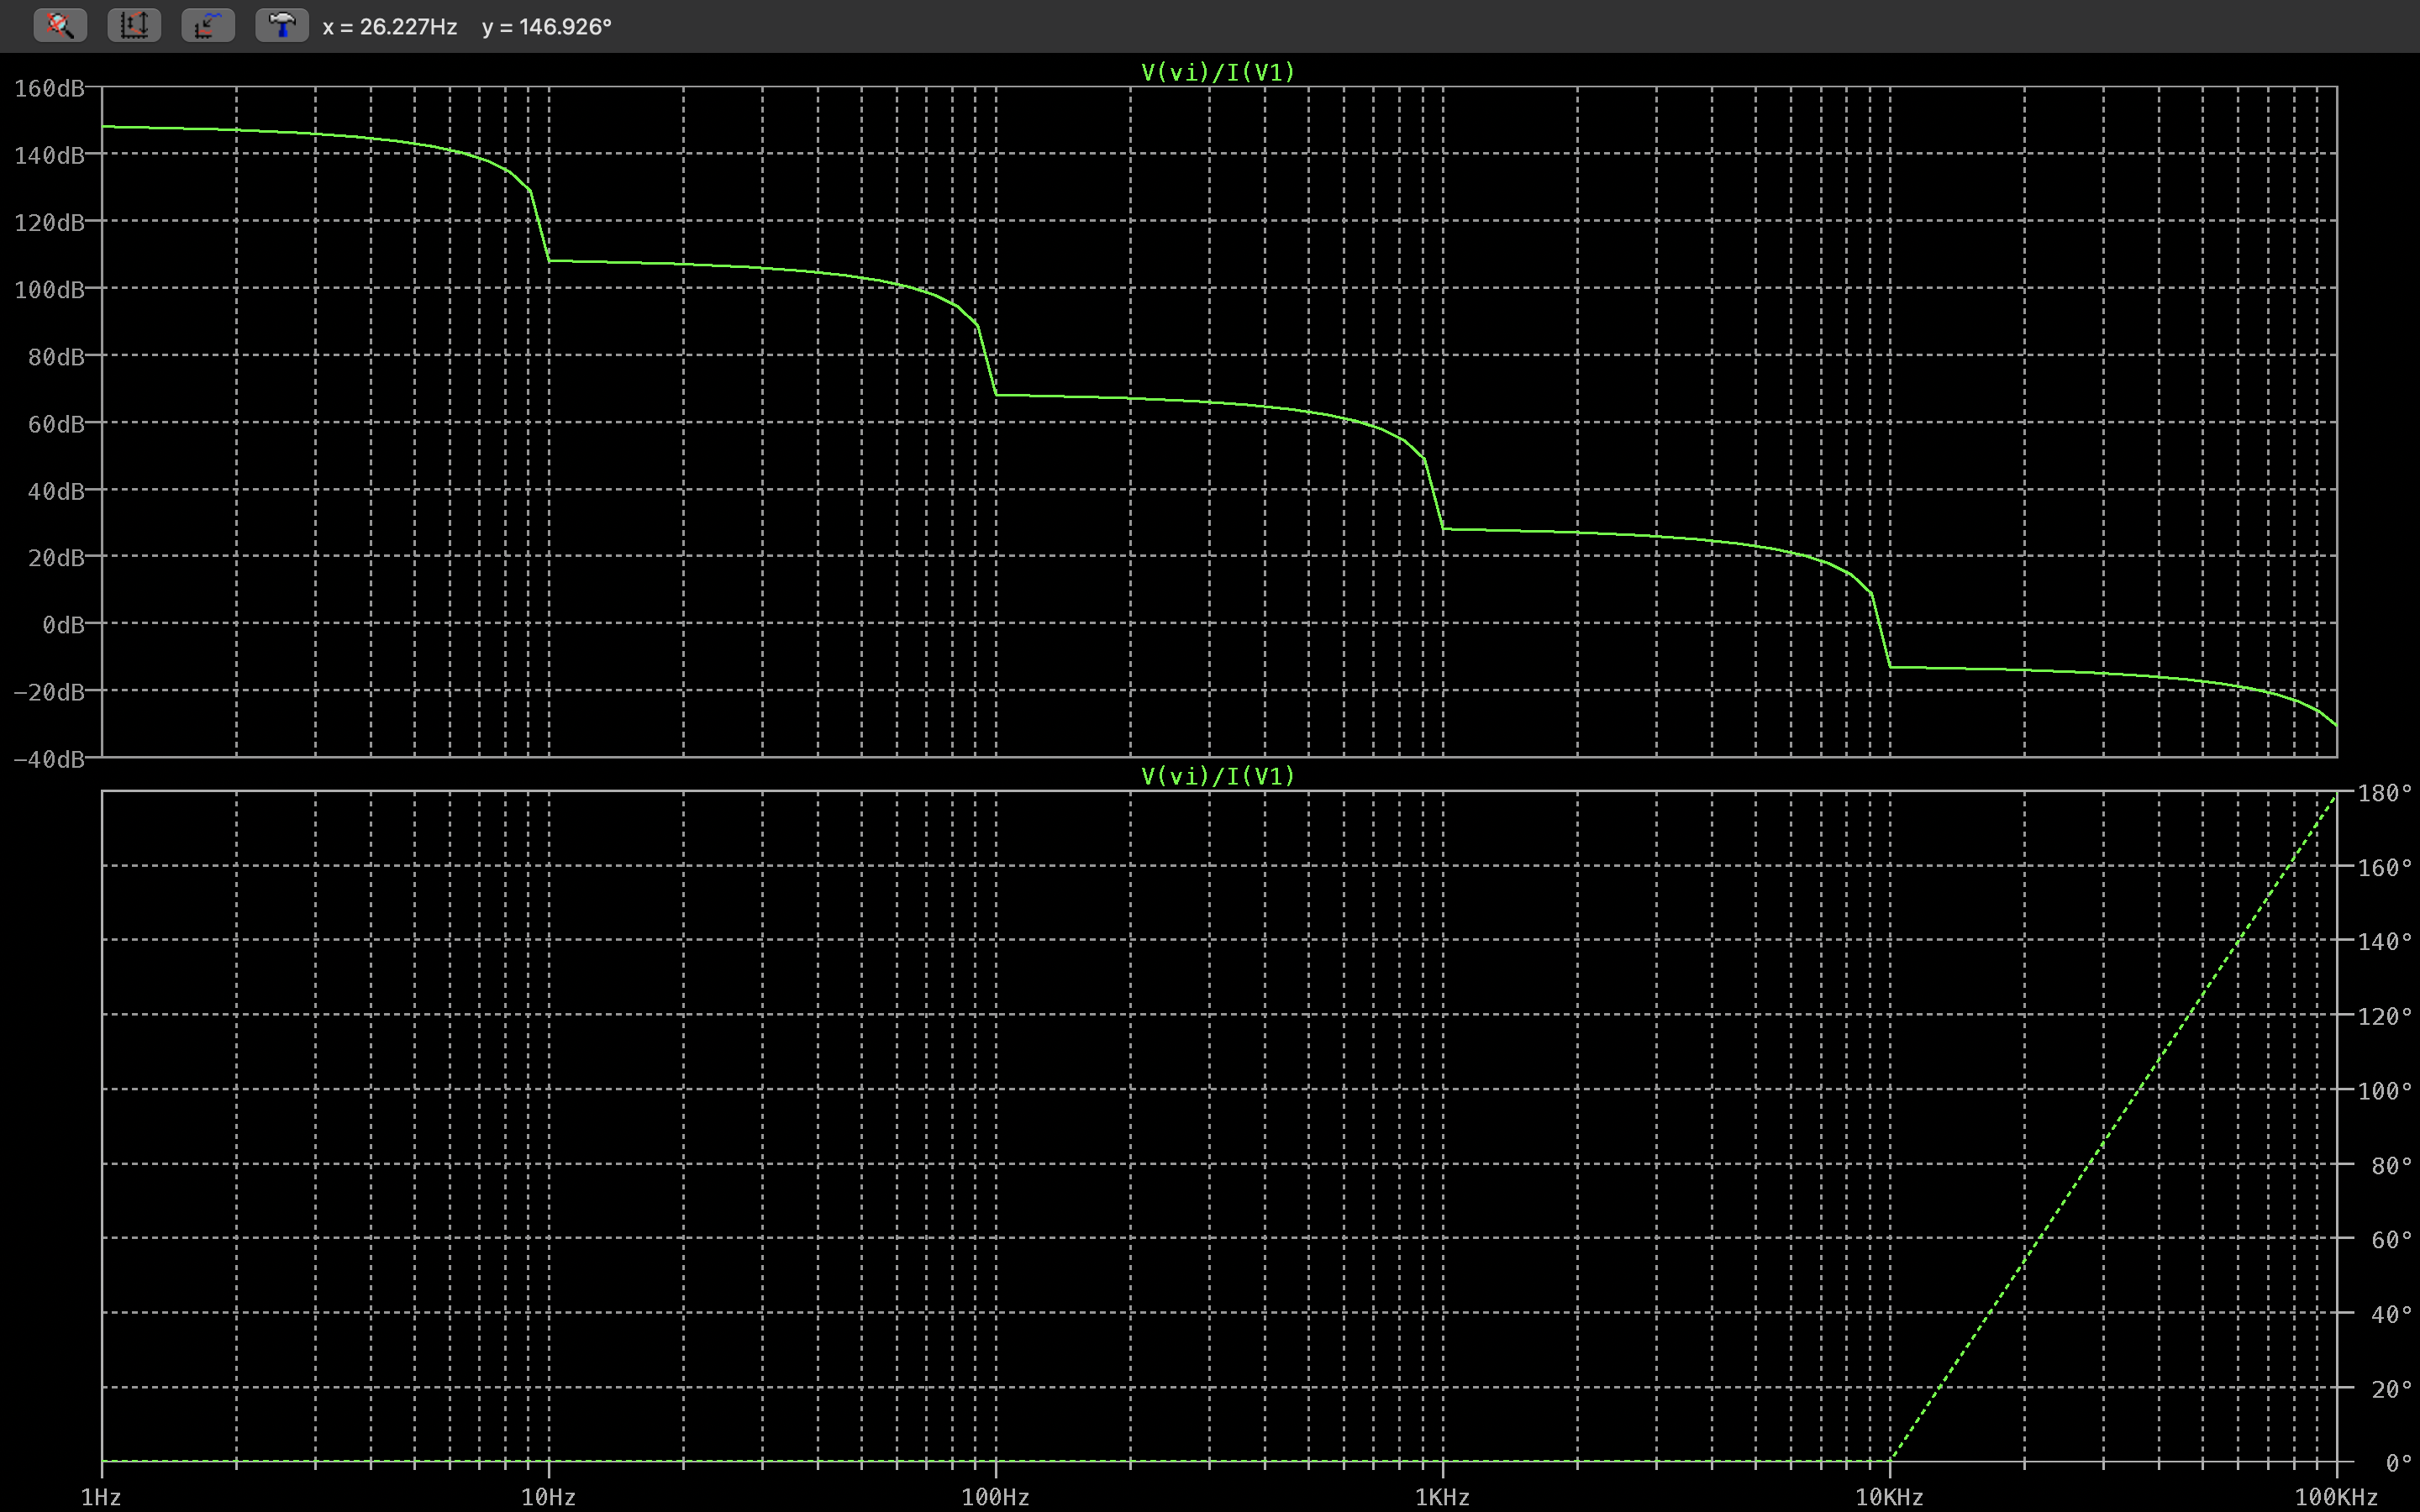 x = 26.227Hz y = 146.926°
V(vi)/I(V1)
160dB
140dB
120dB
100dB
80dB
60dB
40dB
20dB
0dB
-20dB
-40dB
V(vi)/I(V1)
180°
160°
140°
120°
100°
80°
60°
40°
20°
0°
1Hz 10Hz 100Hz 1KHz 10KHz 100KHz